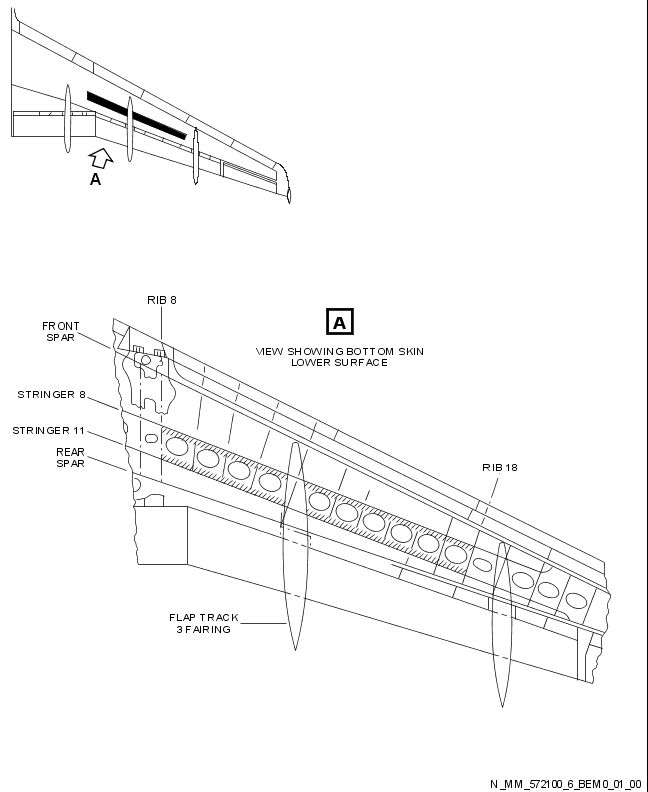 A
RIB 8
FRONT
SPAR
A
VIEW SHOWING BOTTOM SKIN
LOWER SURFACE
STRINGER 8
STRINGER 11
REAR
SPAR
RIB 18
FLAP TRACK
3 FAIRING
N_MM_572100_6_BEM0_01_00